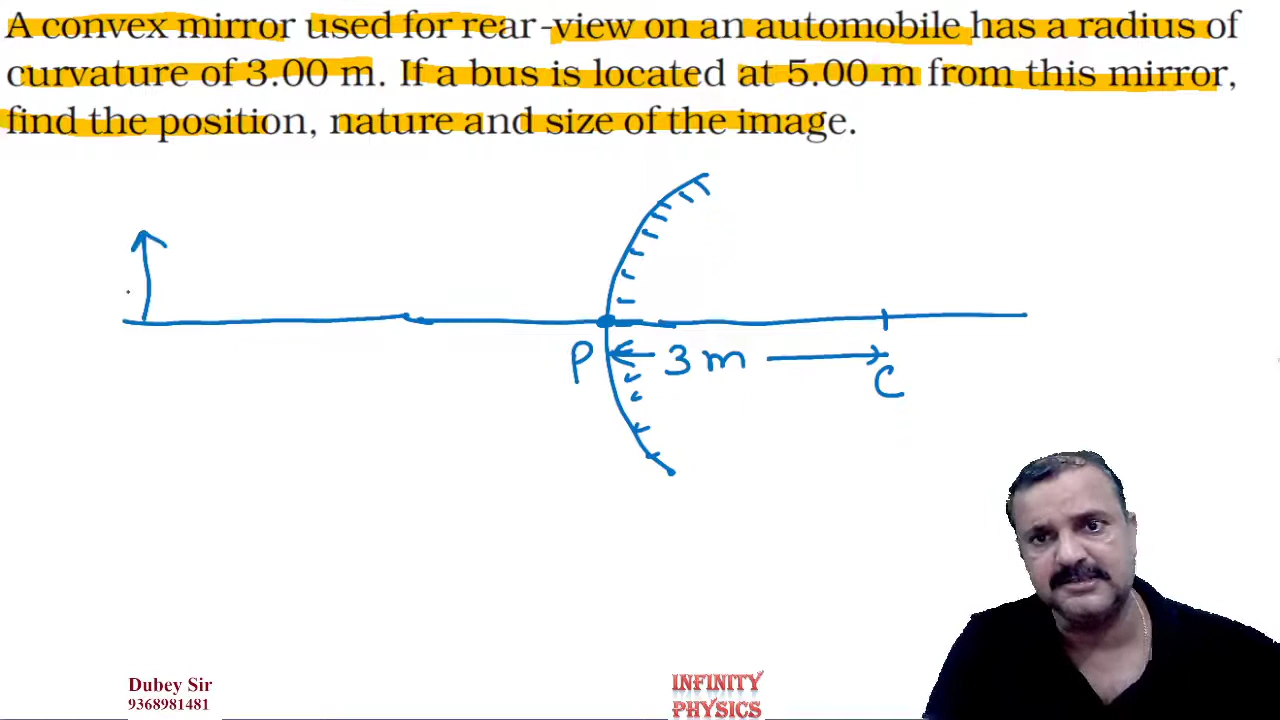 A convex mirror used for rear-view on an automobile has a radius of
curvature of 3.00 m. If a bus is located at 5.00 m from this mirror,
find the position, nature and size of the image.
P
3 m
C
Dubey Sir
9368981481
INFINITY
PHYSICS